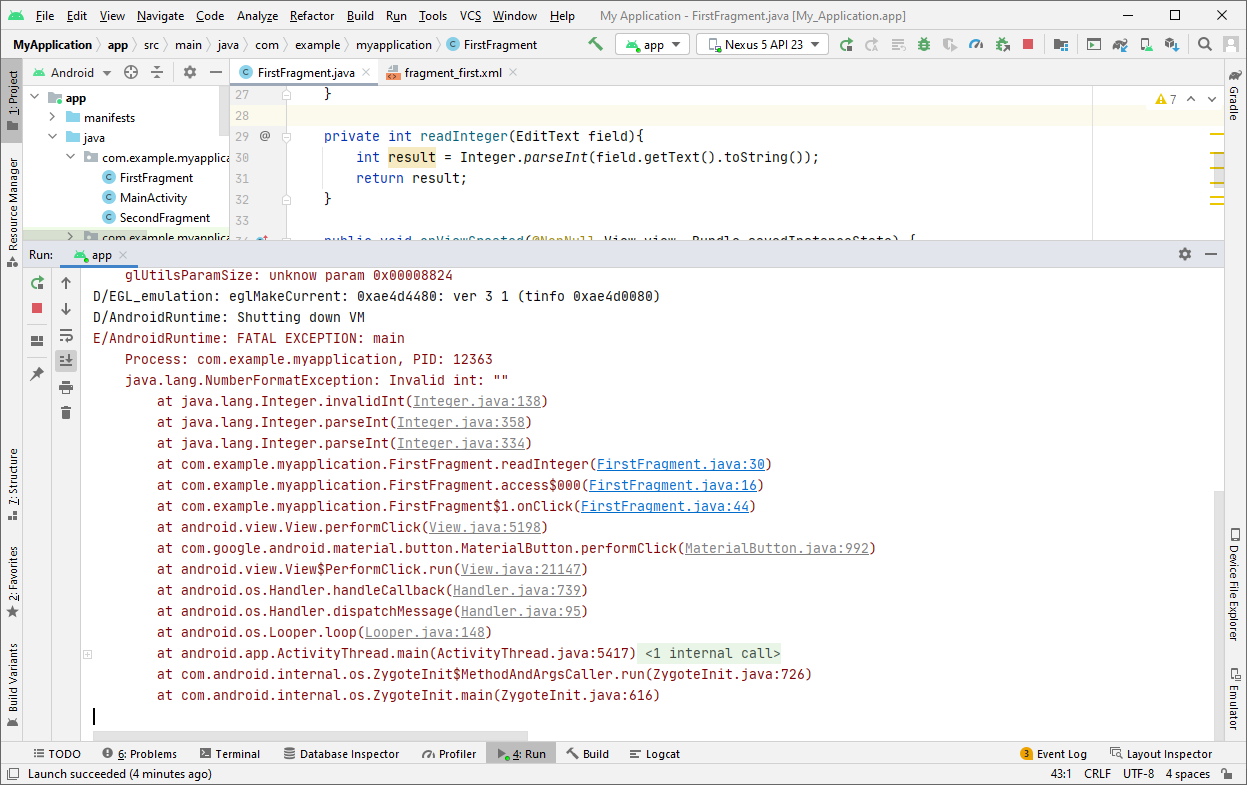 File Edit View Navigate Code Analyze Refactor Build Run Tools VCS Window Help My Application - FirstFragment.java [My_Application.app]
MyApplication app src main java com example myapplication FirstFragment app Nexus 5 API 23
1: Project
Android
FirstFragment.java
fragment_first.xml
app
manifests
java
com.example.myapplica
FirstFragment
MainActivity
SecondFragment
com.example.myapplica
27 }
28
29 @ private int readInteger(EditText field){
30 int result = Integer.parseInt(field.getText().toString());
31 return result;
32 }
33
34 public void onViewCreated(@NonNull View view, Bundle savedInstanceState) {
7
Gradle
Resource Manager
Run: app
glUtilsParamSize: unknow param 0x00008824
D/EGL_emulation: eglMakeCurrent: 0xae4d4480: ver 3 1 (tinfo 0xae4d0080)
D/AndroidRuntime: Shutting down VM
E/AndroidRuntime: FATAL EXCEPTION: main
Process: com.example.myapplication, PID: 12363
java.lang.NumberFormatException: Invalid int: ""
at java.lang.Integer.invalidInt(Integer.java:138)
at java.lang.Integer.parseInt(Integer.java:358)
at java.lang.Integer.parseInt(Integer.java:334)
at com.example.myapplication.FirstFragment.readInteger(FirstFragment.java:30)
at com.example.myapplication.FirstFragment.access$000(FirstFragment.java:16)
at com.example.myapplication.FirstFragment$1.onClick(FirstFragment.java:44)
at android.view.View.performClick(View.java:5198)
at com.google.android.material.button.MaterialButton.performClick(MaterialButton.java:992)
at android.view.View$PerformClick.run(View.java:21147)
at android.os.Handler.handleCallback(Handler.java:739)
at android.os.Handler.dispatchMessage(Handler.java:95)
at android.os.Looper.loop(Looper.java:148)
at android.app.ActivityThread.main(ActivityThread.java:5417) <1 internal call>
at com.android.internal.os.ZygoteInit$MethodAndArgsCaller.run(ZygoteInit.java:726)
at com.android.internal.os.ZygoteInit.main(ZygoteInit.java:616)
7: Structure
2: Favorites
Build Variants
Device File Explorer
Emulator
TODO 6: Problems Terminal Database Inspector Profiler 4: Run Build Logcat 3 Event Log Layout Inspector
Launch succeeded (4 minutes ago) 43:1 CRLF UTF-8 4 spaces